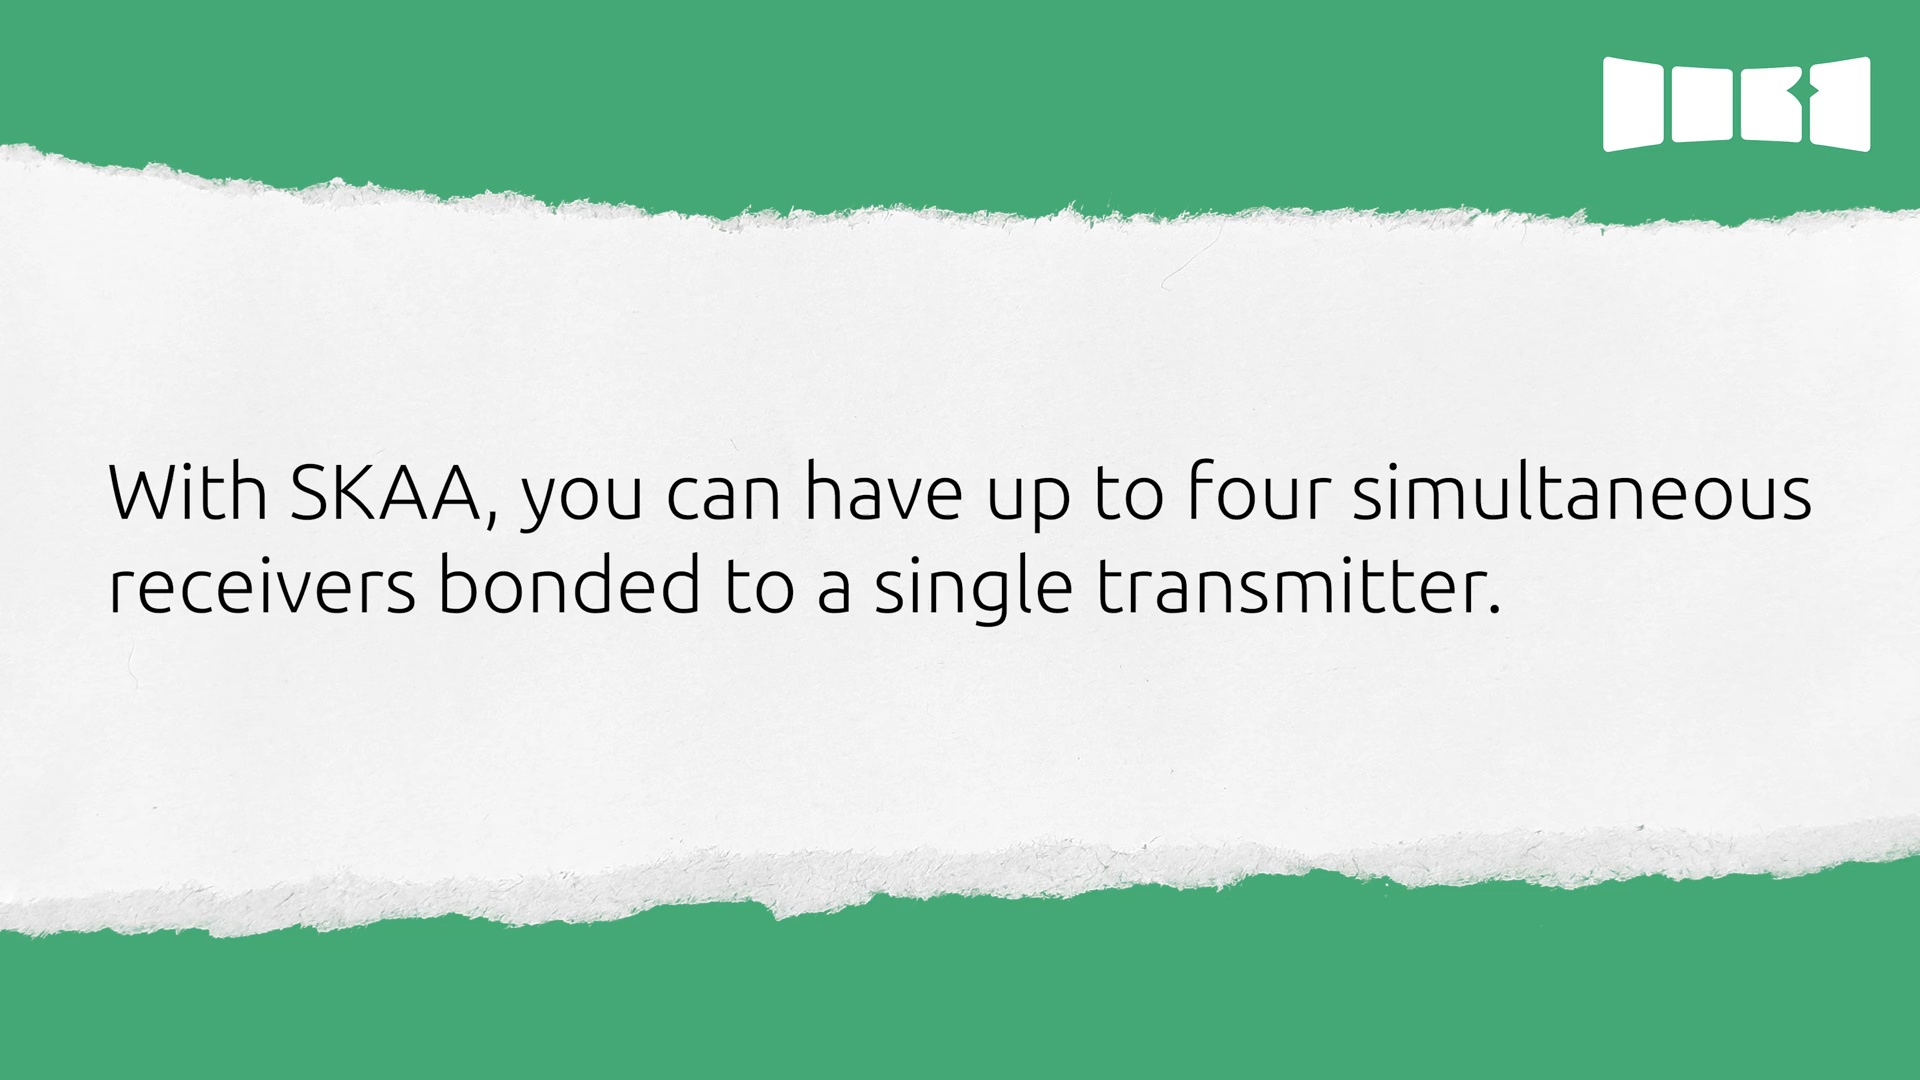 With SKAA, you can have up to four simultaneous
receivers bonded to a single transmitter.